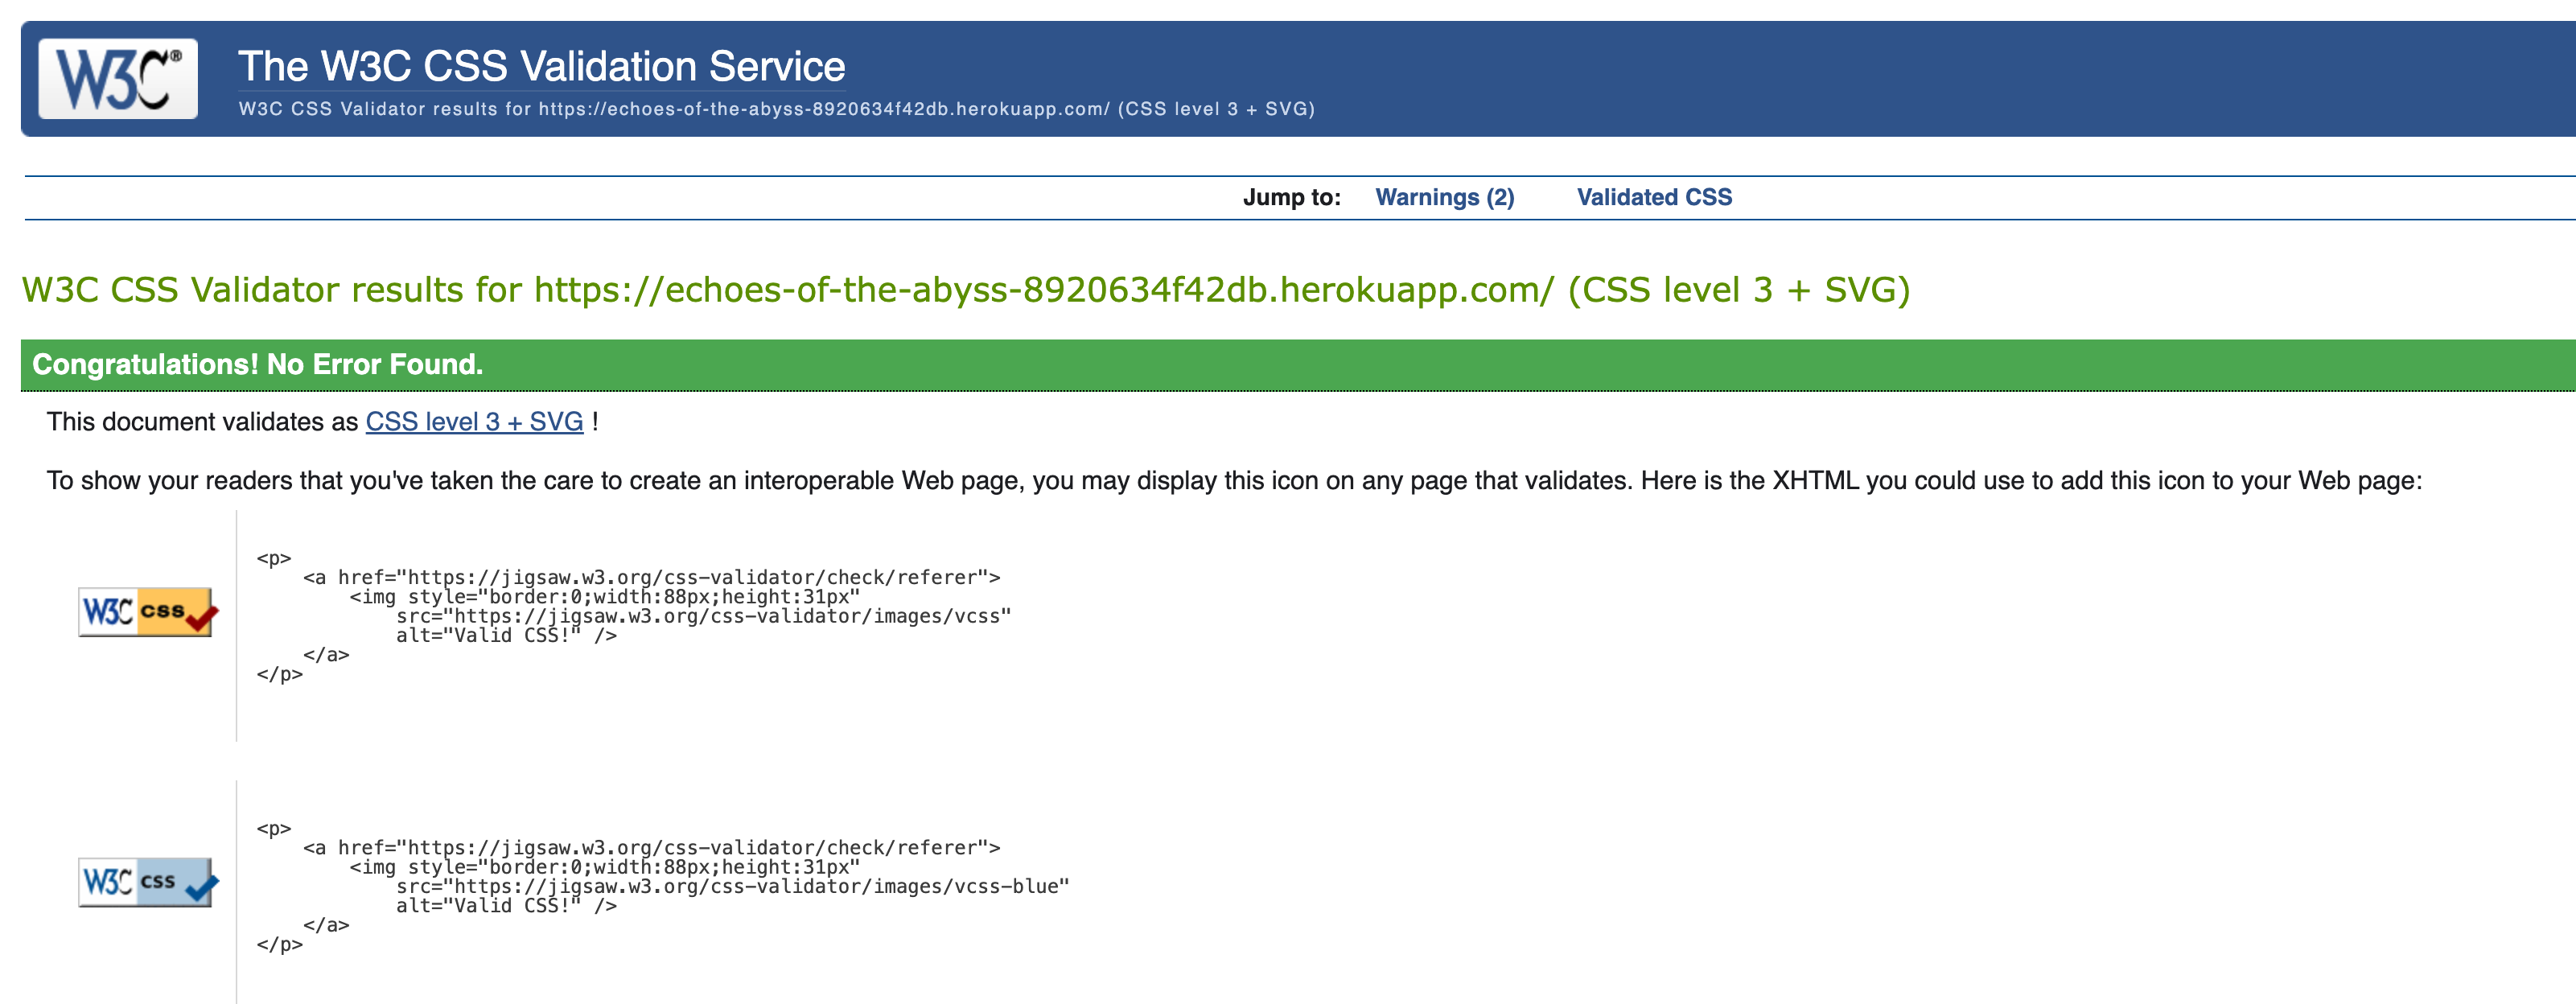 W3C®
The W3C CSS Validation Service
W3C CSS Validator results for https://echoes-of-the-abyss-8920634f42db.herokuapp.com/ (CSS level 3 + SVG)
Jump to: Warnings (2) Validated CSS
W3C CSS Validator results for https://echoes-of-the-abyss-8920634f42db.herokuapp.com/ (CSS level 3 + SVG)
Congratulations! No Error Found.
This document validates as CSS level 3 + SVG !
To show your readers that you've taken the care to create an interoperable Web page, you may display this icon on any page that validates. Here is the XHTML you could use to add this icon to your Web page:
W3C css
<p>
<a href="https://jigsaw.w3.org/css-validator/check/referer">
<img style="border:0;width:88px;height:31px"
src="https://jigsaw.w3.org/css-validator/images/vcss"
alt="Valid CSS!" />
</a>
</p>
W3C css
<p>
<a href="https://jigsaw.w3.org/css-validator/check/referer">
<img style="border:0;width:88px;height:31px"
src="https://jigsaw.w3.org/css-validator/images/vcss-blue"
alt="Valid CSS!" />
</a>
</p>